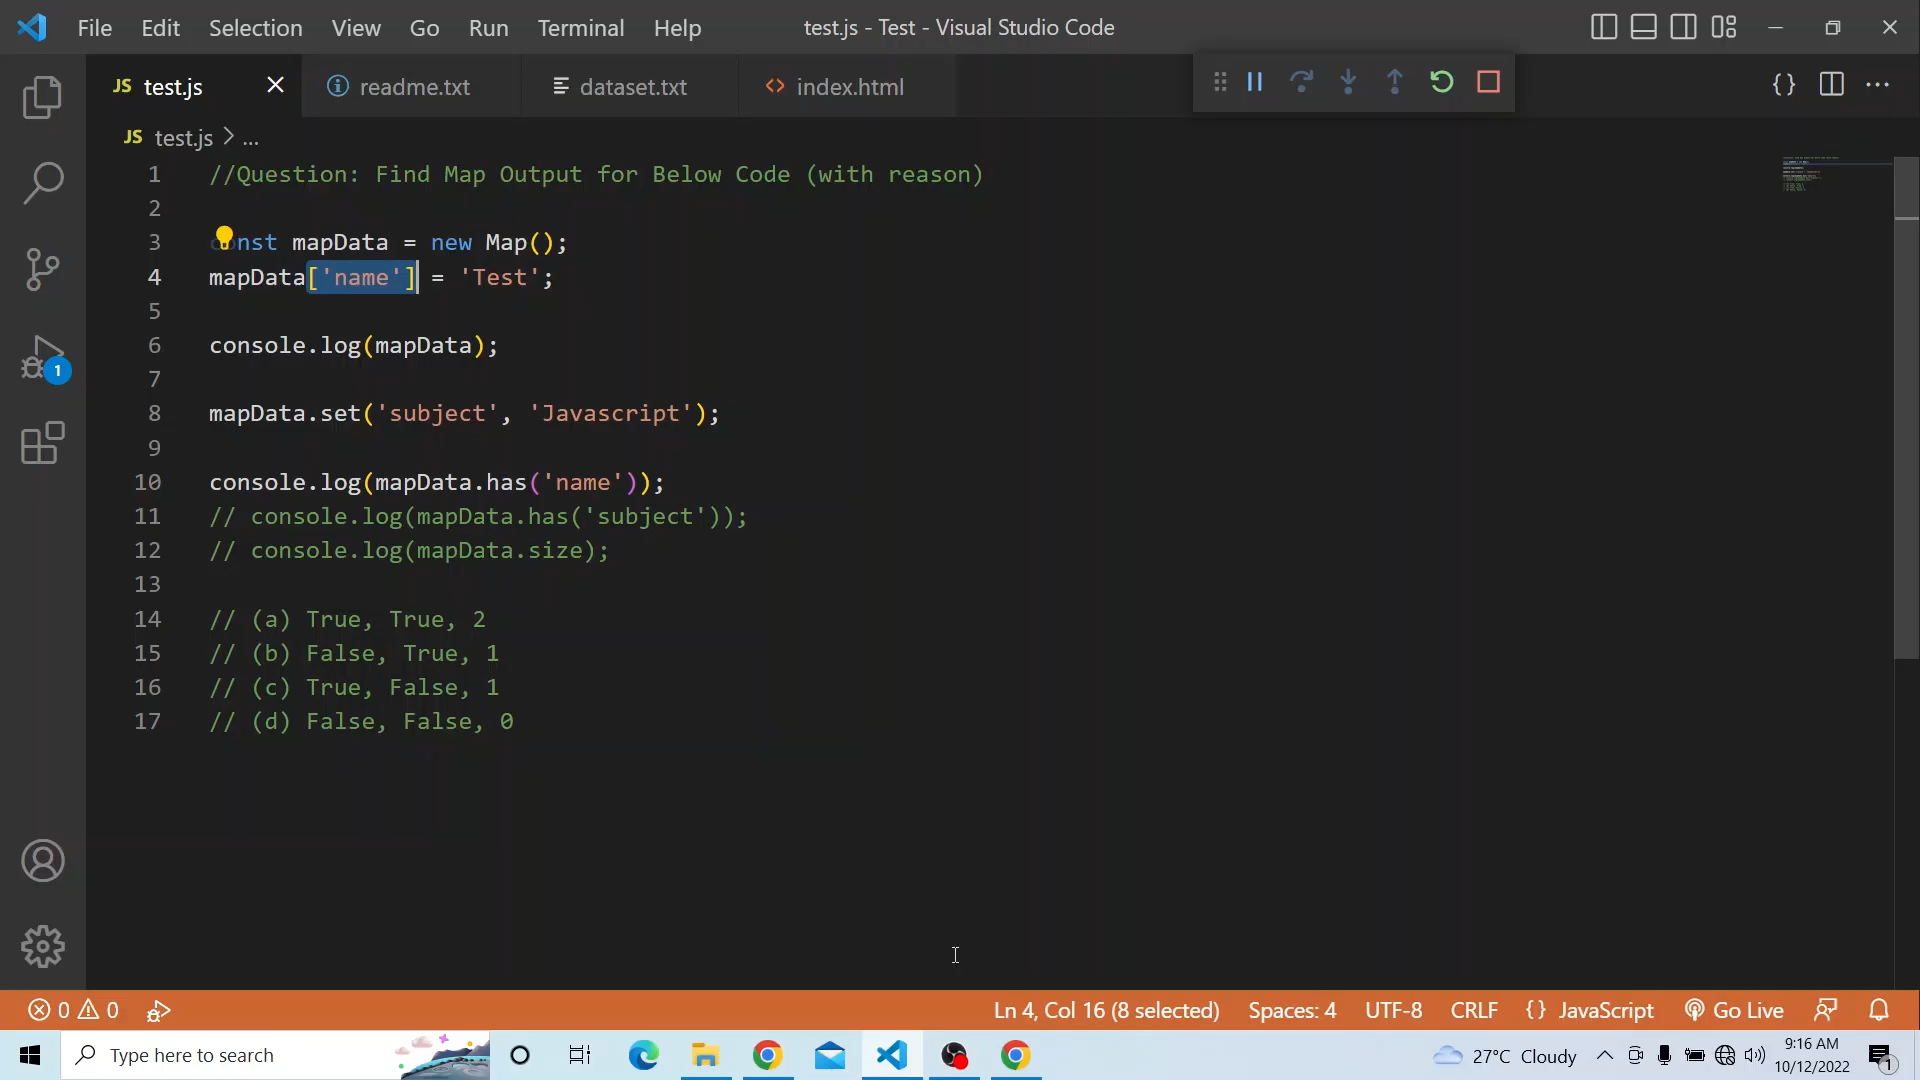 File Edit Selection View Go Run Terminal Help test.js - Test - Visual Studio Code
JS test.js readme.txt dataset.txt index.html
JS test.js > ...
1 //Question: Find Map Output for Below Code (with reason)
2
3 const mapData = new Map();
4 mapData['name'] = 'Test';
5
6 console.log(mapData);
7
8 mapData.set('subject', 'Javascript');
9
10 console.log(mapData.has('name'));
11 // console.log(mapData.has('subject'));
12 // console.log(mapData.size);
13
14 // (a) True, True, 2
15 // (b) False, True, 1
16 // (c) True, False, 1
17 // (d) False, False, 0
1
0 0 Ln 4, Col 16 (8 selected) Spaces: 4 UTF-8 CRLF {} JavaScript Go Live
Type here to search 27°C Cloudy 9:16 AM
10/12/2022 1